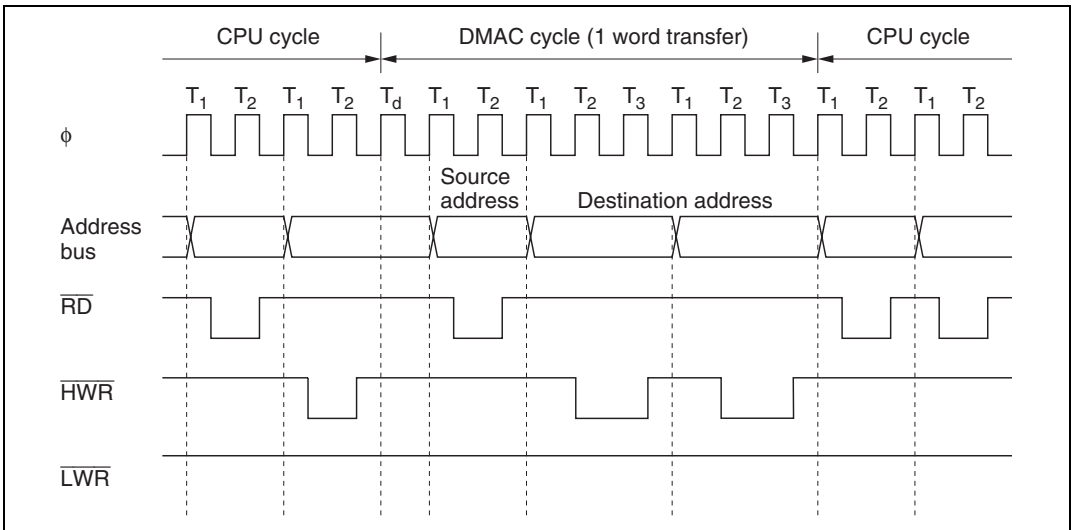 CPU cycle DMAC cycle (1 word transfer) CPU cycle
T1 T2 T1 T2 Td T1 T2 T1 T2 T3 T1 T2 T3 T1 T2 T1 T2
ϕ
Source
address Destination address
Address
bus
RD
HWR
LWR